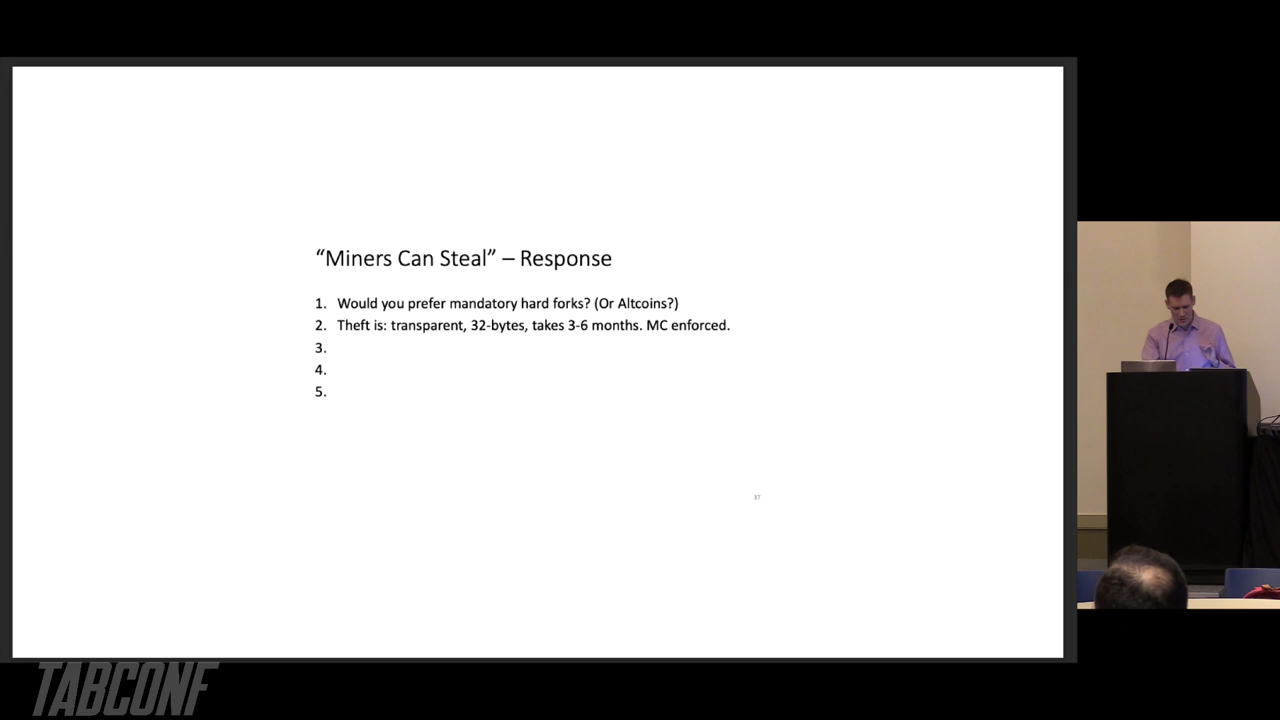 “Miners Can Steal” – Response
1. Would you prefer mandatory hard forks? (Or Altcoins?)
2. Theft is: transparent, 32-bytes, takes 3-6 months. MC enforced.
3.
4.
5.
37
TABCONF